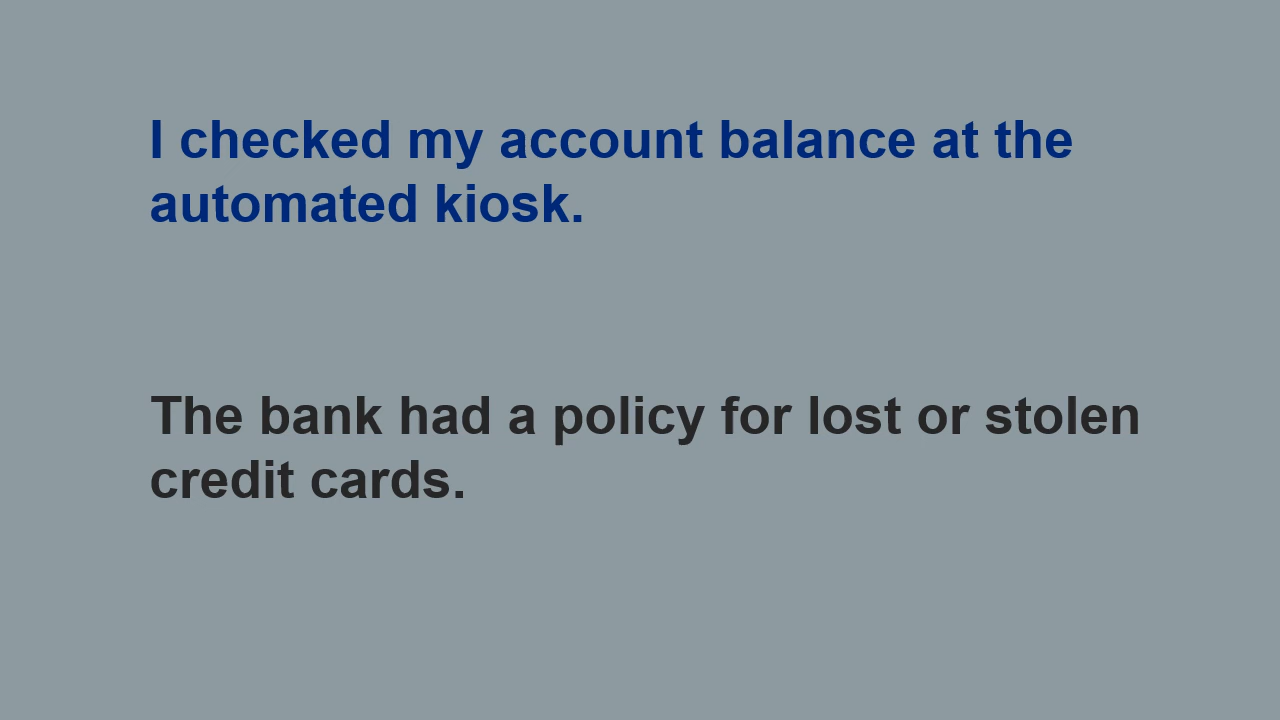 I checked my account balance at the
automated kiosk.
The bank had a policy for lost or stolen
credit cards.